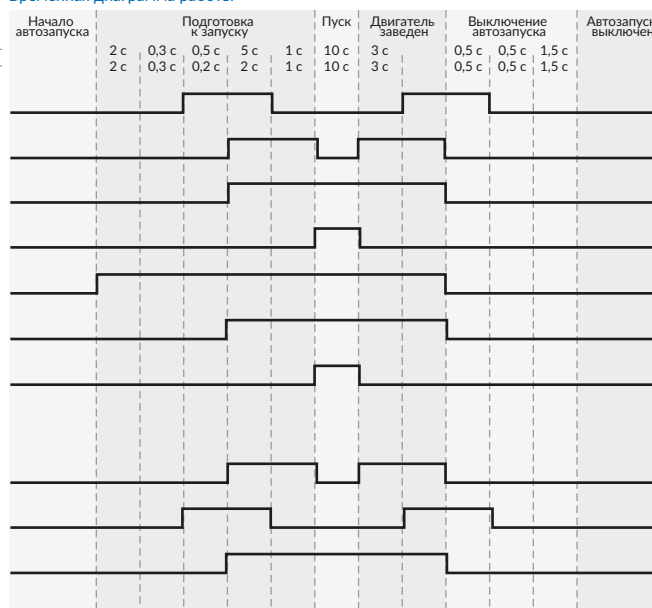 Начало
автозапуска
Подготовка
к запуску
Пуск
Двигатель
заведен
Выключение
автозапуска
Автозапуск
выключен
2 с 0,3 с 0,5 с 5 с 1 с 10 с 3 с 0,5 с 0,5 с 1,5 с
2 с 0,3 с 0,2 с 2 с 1 с 10 с 3 с 0,5 с 0,5 с 1,5 с